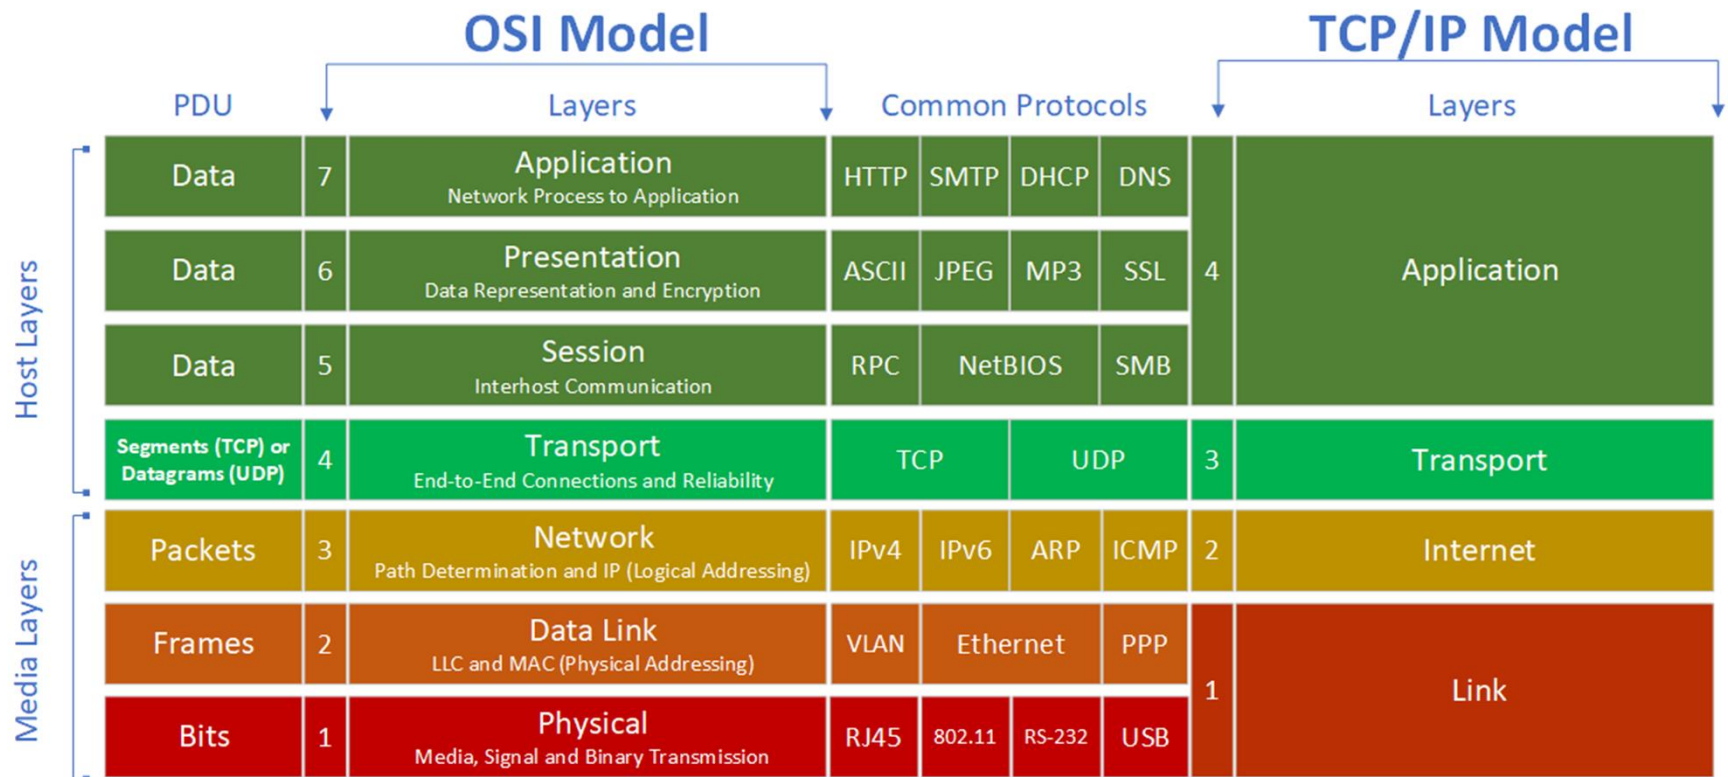 OSI Model
TCP/IP Model
PDU
Layers
Common Protocols
Layers
Host Layers
Data
7
Application
Network Process to Application
HTTP
SMTP
DHCP
DNS
Data
6
Presentation
Data Representation and Encryption
ASCII
JPEG
MP3
SSL
4
Application
Data
5
Session
Interhost Communication
RPC
NetBIOS
SMB
Segments (TCP) or
Datagrams (UDP)
4
Transport
End-to-End Connections and Reliability
TCP
UDP
3
Transport
Media Layers
Packets
3
Network
Path Determination and IP (Logical Addressing)
IPv4
IPv6
ARP
ICMP
2
Internet
Frames
2
Data Link
LLC and MAC (Physical Addressing)
VLAN
Ethernet
PPP
1
Link
Bits
1
Physical
Media, Signal and Binary Transmission
RJ45
802.11
RS-232
USB